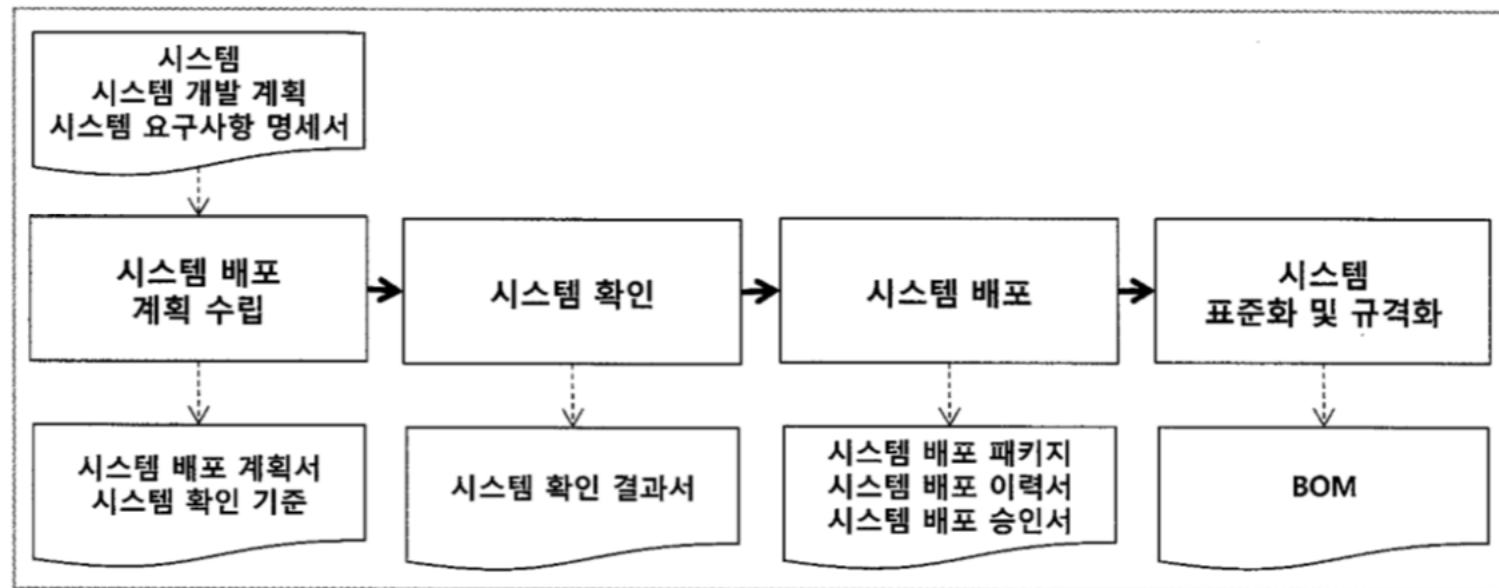 시스템
시스템 개발 계획
시스템 요구사항 명세서
시스템 배포
계획 수립
시스템 확인
시스템 배포
시스템
표준화 및 규격화
시스템 배포 계획서
시스템 확인 기준
시스템 확인 결과서
시스템 배포 패키지
시스템 배포 이력서
시스템 배포 승인서
BOM